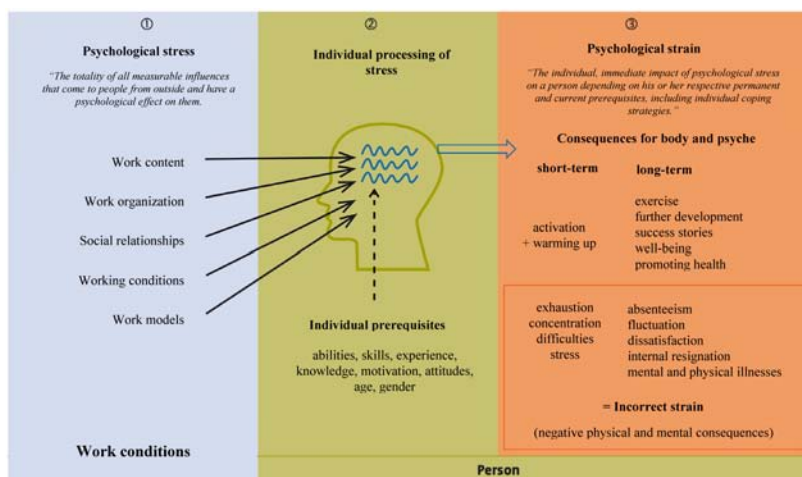 ①
Psychological stress
"The totality of all measurable influences
that come to people from outside and have a
psychological effect on them.
Work content
Work organization
Social relationships
Working conditions
Work models
Work conditions
②
Individual processing of
stress
Individual prerequisites
abilities, skills, experience,
knowledge, motivation, attitudes,
age, gender
③
Psychological strain
"The individual, immediate impact of psychological stress
on a person depending on his or her respective permanent
and current prerequisites, including individual coping
strategies."
Consequences for body and psyche
short-term
long-term
activation
+ warming up
exercise
further development
success stories
well-being
promoting health
exhaustion
concentration
difficulties
stress
absenteeism
fluctuation
dissatisfaction
internal resignation
mental and physical illnesses
= Incorrect strain
(negative physical and mental consequences)
Person